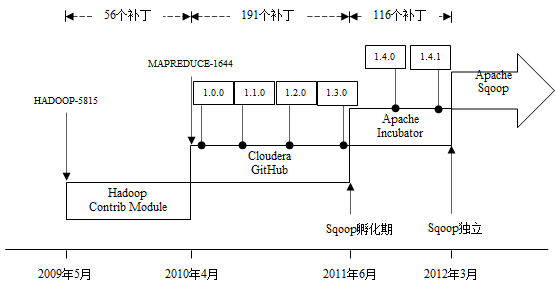 56个补丁
191个补丁
116个补丁
MAPREDUCE-1644
1.4.0
1.4.1
Apache
Sqoop
HADOOP-5815
1.0.0
1.1.0
1.2.0
1.3.0
Apache
Incubator
Cloudera
GitHub
Hadoop
Contrib Module
Sqoop孵化期
Sqoop独立
2009年5月
2010年4月
2011年6月
2012年3月